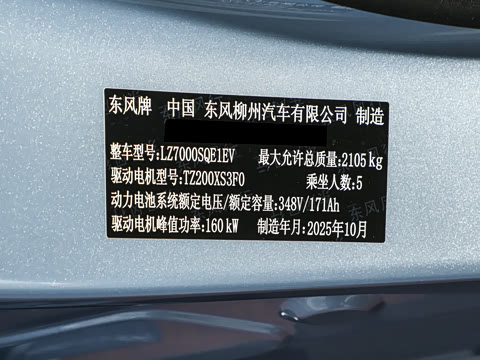 东风牌 中国 东风柳州汽车有限公司 制造
整车型号:LZ7000SQE1EV 最大允许总质量:2105 kg
驱动电机型号:TZ200XS3F0 乘坐人数:5
动力电池系统额定电压/额定容量:348V/171Ah
驱动电机峰值功率:160 kW 制造年月:2025年10月